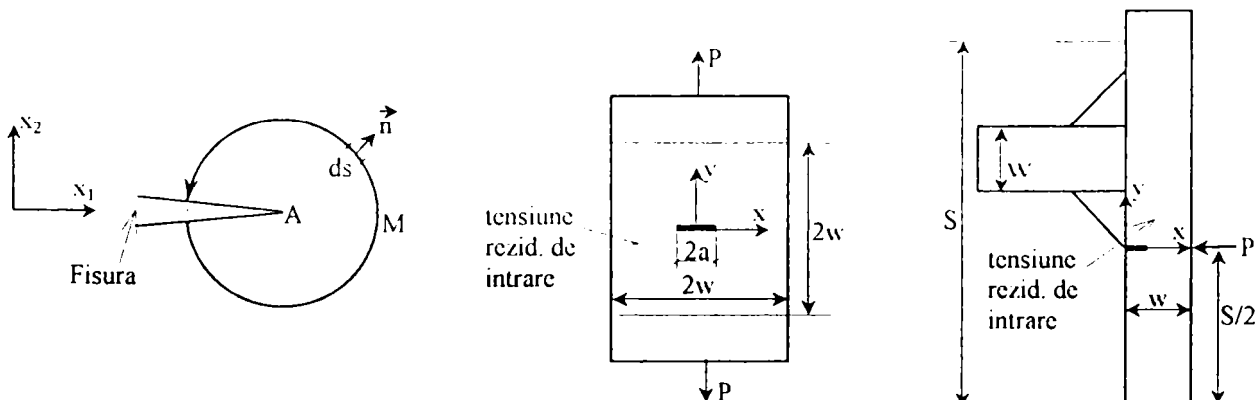 x₂
x₁
n
ds
A
M
Fisura
P
y
x
tensiune
rezid. de
intrare
2a
2w
2w
P
S
w
y
x
P
tensiune
rezid. de
intrare
w
S/2